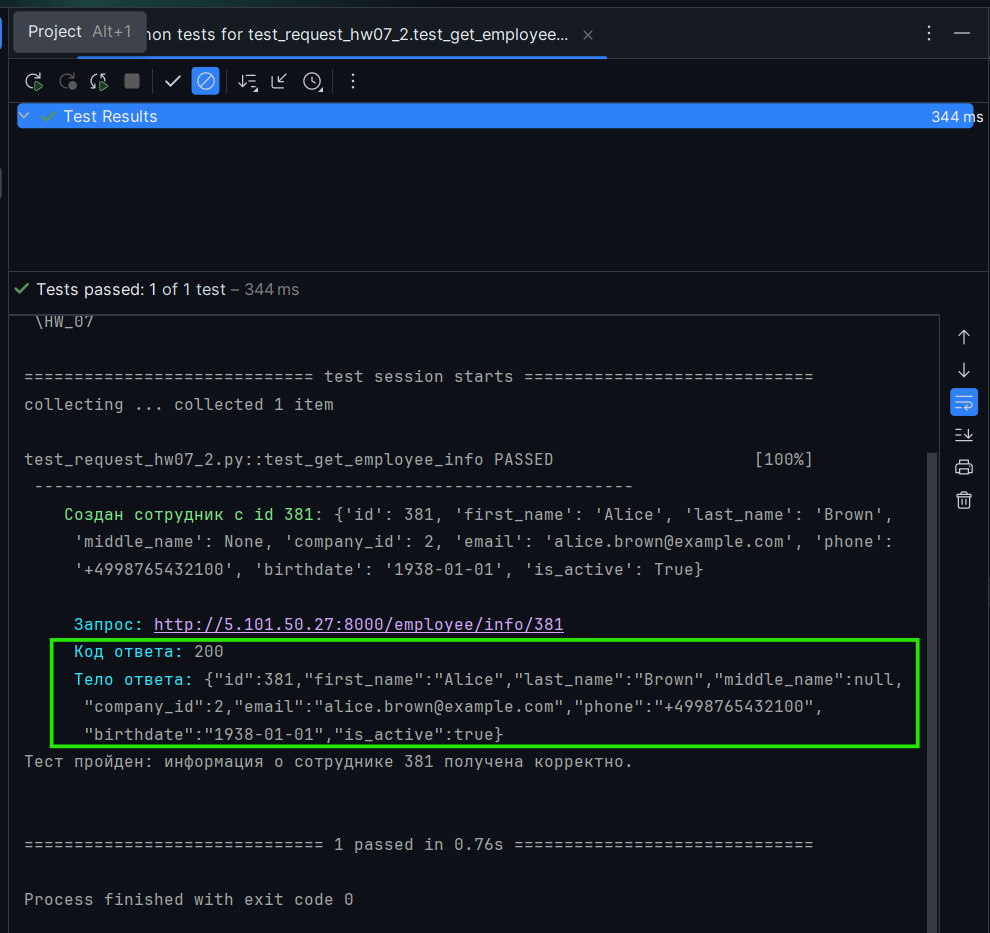 Project Alt+1
non tests for test_request_hw07_2.test_get_employee...
Test Results 344 ms
Tests passed: 1 of 1 test – 344 ms
\HW_07
============================= test session starts =============================
collecting ... collected 1 item
test_request_hw07_2.py::test_get_employee_info PASSED [100%]
------------------------------------------------------------
Создан сотрудник с id 381: {'id': 381, 'first_name': 'Alice', 'last_name': 'Brown',
'middle_name': None, 'company_id': 2, 'email': 'alice.brown@example.com', 'phone':
'+4998765432100', 'birthdate': '1938-01-01', 'is_active': True}
Запрос: http://5.101.50.27:8000/employee/info/381
Код ответа: 200
Тело ответа: {"id":381,"first_name":"Alice","last_name":"Brown","middle_name":null,
"company_id":2,"email":"alice.brown@example.com","phone":"+4998765432100",
"birthdate":"1938-01-01","is_active":true}
Тест пройден: информация о сотруднике 381 получена корректно.
============================== 1 passed in 0.76s ==============================
Process finished with exit code 0